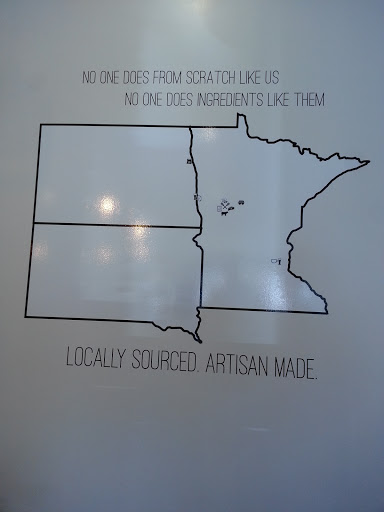 NO ONE DOES FROM SCRATCH LIKE US
NO ONE DOES INGREDIENTS LIKE THEM
LOCALLY SOURCED. ARTISAN MADE.